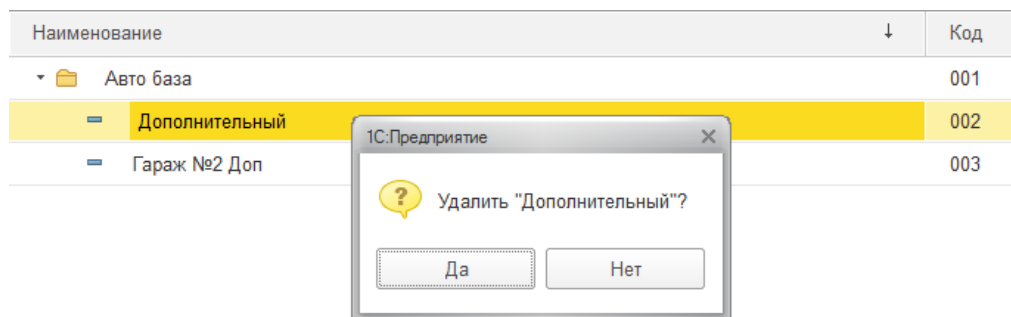 Наименование ↓ Код
Авто база 001
Дополнительный 002
Гараж №2 Доп 003
1С:Предприятие
Удалить "Дополнительный"?
Да Нет